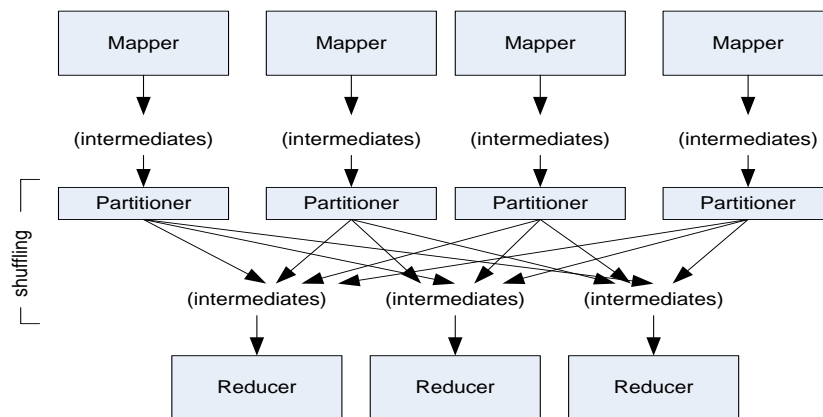 Mapper Mapper Mapper Mapper
(intermediates) (intermediates) (intermediates) (intermediates)
Partitioner Partitioner Partitioner Partitioner
shuffling
(intermediates) (intermediates) (intermediates)
Reducer Reducer Reducer